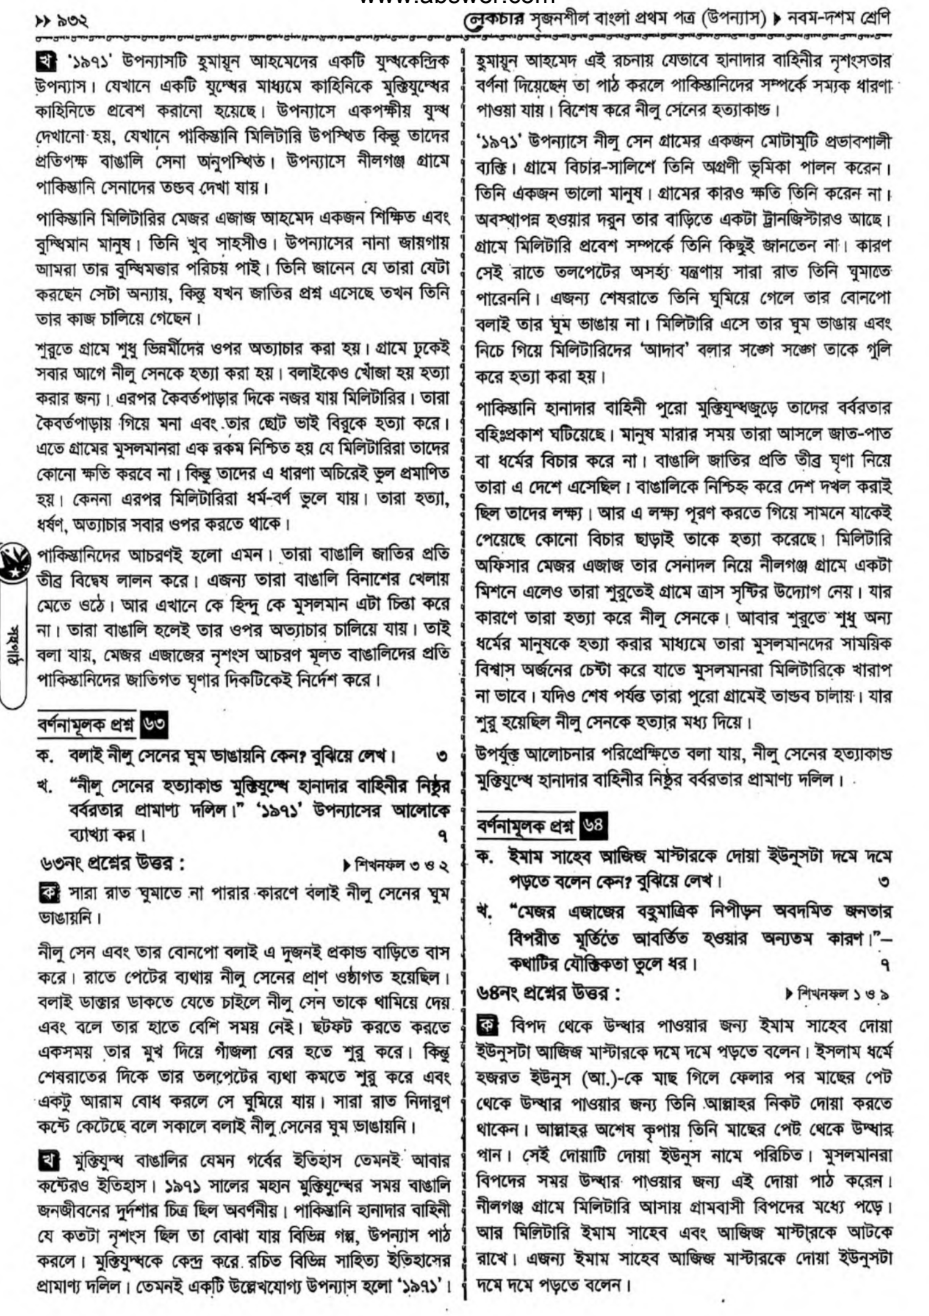 www.abswer.com
›› ৯৩২
লেকচার সৃজনশীল বাংলা প্রথম পত্র (উপন্যাস) ▶ নবম-দশম শ্রেণি
খ '১৯৭১' উপন্যাসটি হুমায়ূন আহমেদের একটি যুদ্ধকেন্দ্রিক
উপন্যাস। যেখানে একটি যুদ্ধের মাধ্যমে কাহিনিকে মুক্তিযুদ্ধের
কাহিনিতে প্রবেশ করানো হয়েছে। উপন্যাসে একপক্ষীয় যুদ্ধ
দেখানো হয়, যেখানে পাকিস্তানি মিলিটারি উপস্থিত কিন্তু তাদের
প্রতিপক্ষ বাঙালি সেনা অনুপস্থিত। উপন্যাসে নীলগঞ্জ গ্রামে
পাকিস্তানি সেনাদের তন্ডব দেখা যায়।
পাকিস্তানি মিলিটারির মেজর এজাজ আহমেদ একজন শিক্ষিত এবং
বুদ্ধিমান মানুষ। তিনি খুব সাহসীও। উপন্যাসের নানা জায়গায়
আমরা তার বুদ্ধিমত্তার পরিচয় পাই। তিনি জানেন যে তারা যেটা
করছেন সেটা অন্যায়, কিন্তু যখন জাতির প্রশ্ন এসেছে তখন তিনি
তার কাজ চালিয়ে গেছেন।
শুরুতে গ্রামে শুধু ভিন্নর্মীদের ওপর অত্যাচার করা হয়। গ্রামে ঢুকেই
সবার আগে নীলু সেনকে হত্যা করা হয়। বলাইকেও খোঁজা হয় হত্যা
করার জন্য। এরপর কৈবর্তপাড়ার দিকে নজর যায় মিলিটারির। তারা
কৈবর্তপাড়ায় গিয়ে মনা এবং তার ছোট ভাই বিরুকে হত্যা করে।
এতে গ্রামের মুসলমানরা এক রকম নিশ্চিত হয় যে মিলিটারিরা তাদের
কোনো ক্ষতি করবে না। কিন্তু তাদের এ ধারণা অচিরেই ভুল প্রমাণিত
হয়। কেননা এরপর মিলিটারিরা ধর্ম-বর্ণ ভুলে যায়। তারা হত্যা,
ধর্ষণ, অত্যাচার সবার ওপর করতে থাকে।
পাকিস্তানিদের আচরণই হলো এমন। তারা বাঙালি জাতির প্রতি
তীব্র বিদ্বেষ লালন করে। এজন্য তারা বাঙালি বিনাশের খেলায়
মেতে ওঠে। আর এখানে কে হিন্দু কে মুসলমান এটা চিন্তা করে
না। তারা বাঙালি হলেই তার ওপর অত্যাচার চালিয়ে যায়। তাই
বলা যায়, মেজর এজাজের নৃশংস আচরণ মূলত বাঙালিদের প্রতি
পাকিস্তানিদের জাতিগত ঘৃণার দিকটিকেই নির্দেশ করে।
সহপাঠ
বর্ণনামূলক প্রশ্ন ৬৩
ক. বলাই নীলু সেনের ঘুম ভাঙায়নি কেন? বুঝিয়ে লেখ। ৩
খ. "নীলু সেনের হত্যাকান্ড মুক্তিযুদ্ধে হানাদার বাহিনীর নিষ্ঠুর
বর্বরতার প্রামাণ্য দলিল।" '১৯৭১' উপন্যাসের আলোকে
ব্যাখ্যা কর। ৭
৬৩নং প্রশ্নের উত্তর : ▶ শিখনফল ৩ ও ২
ক সারা রাত ঘুমাতে না পারার কারণে বলাই নীলু সেনের ঘুম
ভাঙায়নি।
নীলু সেন এবং তার বোনপো বলাই এ দুজনই প্রকান্ড বাড়িতে বাস
করে। রাতে পেটের ব্যথায় নীলু সেনের প্রাণ ওষ্ঠাগত হয়েছিল।
বলাই ডাক্তার ডাকতে যেতে চাইলে নীলু সেন তাকে থামিয়ে দেয়
এবং বলে তার হাতে বেশি সময় নেই। ছটফট করতে করতে
একসময় তার মুখ দিয়ে গাঁজলা বের হতে শুরু করে। কিন্তু
শেষরাতের দিকে তার তলপেটের ব্যথা কমতে শুরু করে এবং
একটু আরাম বোধ করলে সে ঘুমিয়ে যায়। সারা রাত নিদারুণ
কষ্টে কেটেছে বলে সকালে বলাই নীলু সেনের ঘুম ভাঙায়নি।
খ মুক্তিযুদ্ধ বাঙালির যেমন গর্বের ইতিহাস তেমনই আবার
কষ্টেরও ইতিহাস। ১৯৭১ সালের মহান মুক্তিযুদ্ধের সময় বাঙালি
জনজীবনের দুর্দশার চিত্র ছিল অবর্ণনীয়। পাকিস্তানি হানাদার বাহিনী
যে কতটা নৃশংস ছিল তা বোঝা যায় বিভিন্ন গল্প, উপন্যাস পাঠ
করলে। মুক্তিযুদ্ধকে কেন্দ্র করে রচিত বিভিন্ন সাহিত্য ইতিহাসের
প্রামাণ্য দলিল। তেমনই একটি উল্লেখযোগ্য উপন্যাস হলো '১৯৭১'।
হুমায়ূন আহমেদ এই রচনায় যেভাবে হানাদার বাহিনীর নৃশংসতার
বর্ণনা দিয়েছেন তা পাঠ করলে পাকিস্তানিদের সম্পর্কে সম্যক ধারণা
পাওয়া যায়। বিশেষ করে নীলু সেনের হত্যাকান্ড।
'১৯৭১' উপন্যাসে নীলু সেন গ্রামের একজন মোটামুটি প্রভাবশালী
ব্যক্তি। গ্রামে বিচার-সালিশে তিনি অগ্রণী ভূমিকা পালন করেন।
তিনি একজন ভালো মানুষ। গ্রামের কারও ক্ষতি তিনি করেন না।
অবস্থাপন্ন হওয়ার দরুন তার বাড়িতে একটা ট্রানজিস্টারও আছে।
গ্রামে মিলিটারি প্রবেশ সম্পর্কে তিনি কিছুই জানতেন না। কারণ
সেই রাতে তলপেটের অসহ্য যন্ত্রণায় সারা রাত তিনি ঘুমাতে
পারেননি। এজন্য শেষরাতে তিনি ঘুমিয়ে গেলে তার বোনপো
বলাই তার ঘুম ভাঙায় না। মিলিটারি এসে তার ঘুম ভাঙায় এবং
নিচে গিয়ে মিলিটারিদের 'আদাব' বলার সঙ্গে সঙ্গে তাকে গুলি
করে হত্যা করা হয়।
পাকিস্তানি হানাদার বাহিনী পুরো মুক্তিযুদ্ধজুড়ে তাদের বর্বরতার
বহিঃপ্রকাশ ঘটিয়েছে। মানুষ মারার সময় তারা আসলে জাত-পাত
বা ধর্মের বিচার করে না। বাঙালি জাতির প্রতি তীব্র ঘৃণা নিয়ে
তারা এ দেশে এসেছিল। বাঙালিকে নিশ্চিহ্ন করে দেশ দখল করাই
ছিল তাদের লক্ষ্য। আর এ লক্ষ্য পূরণ করতে গিয়ে সামনে যাকেই
পেয়েছে কোনো বিচার ছাড়াই তাকে হত্যা করেছে। মিলিটারি
অফিসার মেজর এজাজ তার সেনাদল নিয়ে নীলগঞ্জ গ্রামে একটা
মিশনে এলেও তারা শুরুতেই গ্রামে ত্রাস সৃষ্টির উদ্যোগ নেয়। যার
কারণে তারা হত্যা করে নীলু সেনকে। আবার শুরুতে শুধু অন্য
ধর্মের মানুষকে হত্যা করার মাধ্যমে তারা মুসলমানদের সাময়িক
বিশ্বাস অর্জনের চেষ্টা করে যাতে মুসলমানরা মিলিটারিকে খারাপ
না ভাবে। যদিও শেষ পর্যন্ত তারা পুরো গ্রামেই তান্ডব চালায়। যার
শুরু হয়েছিল নীলু সেনকে হত্যার মধ্য দিয়ে।
উপর্যুক্ত আলোচনার পরিপ্রেক্ষিতে বলা যায়, নীলু সেনের হত্যাকান্ড
মুক্তিযুদ্ধে হানাদার বাহিনীর নিষ্ঠুর বর্বরতার প্রামাণ্য দলিল।
বর্ণনামূলক প্রশ্ন ৬৪
ক. ইমাম সাহেব আজিজ মাস্টারকে দোয়া ইউনুসটা দমে দমে
পড়তে বলেন কেন? বুঝিয়ে লেখ। ৩
খ. "মেজর এজাজের বহুমাত্রিক নিপীড়ন অবদমিত জনতার
বিপরীত মূর্তিতে আবর্তিত হওয়ার অন্যতম কারণ।"–
কথাটির যৌক্তিকতা তুলে ধর। ৭
৬৪নং প্রশ্নের উত্তর : ▶ শিখনফল ১ ও ৯
ক বিপদ থেকে উদ্ধার পাওয়ার জন্য ইমাম সাহেব দোয়া
ইউনুসটা আজিজ মাস্টারকে দমে দমে পড়তে বলেন। ইসলাম ধর্মে
হজরত ইউনুস (আ.)-কে মাছ গিলে ফেলার পর মাছের পেট
থেকে উদ্ধার পাওয়ার জন্য তিনি আল্লাহর নিকট দোয়া করতে
থাকেন। আল্লাহর অশেষ কৃপায় তিনি মাছের পেট থেকে উদ্ধার
পান। সেই দোয়াটি দোয়া ইউনুস নামে পরিচিত। মুসলমানরা
বিপদের সময় উদ্ধার পাওয়ার জন্য এই দোয়া পাঠ করেন।
নীলগঞ্জ গ্রামে মিলিটারি আসায় গ্রামবাসী বিপদের মধ্যে পড়ে।
আর মিলিটারি ইমাম সাহেব এবং আজিজ মাস্টারকে আটকে
রাখে। এজন্য ইমাম সাহেব আজিজ মাস্টারকে দোয়া ইউনুসটা
দমে দমে পড়তে বলেন।